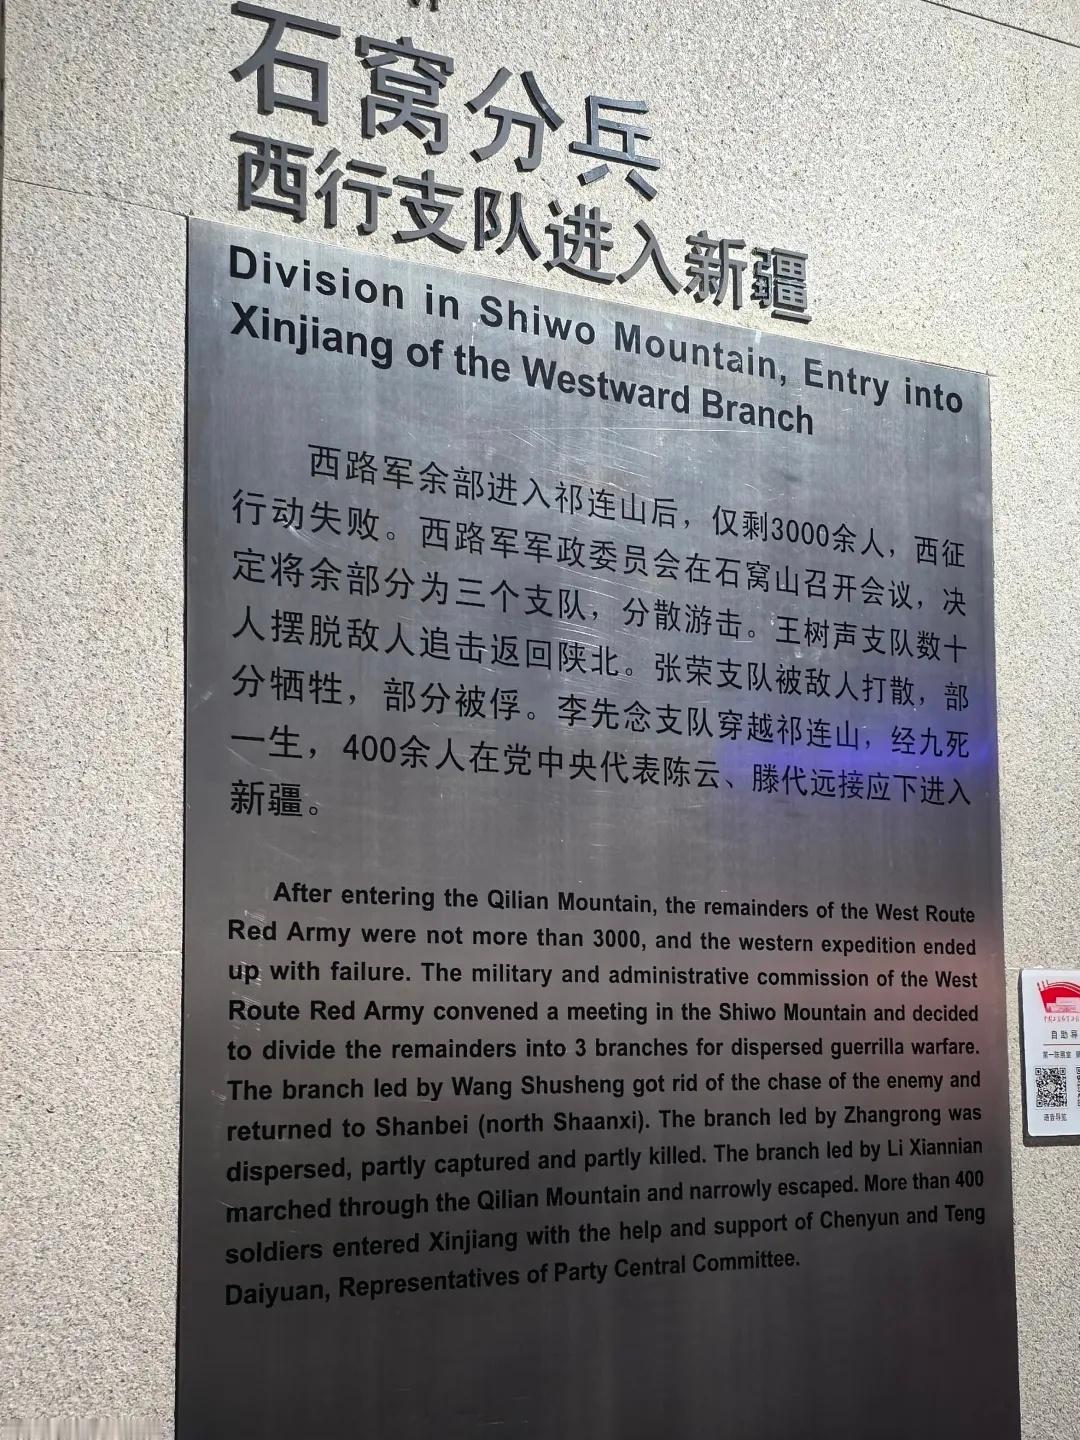 石窝分兵
西行支队进入新疆
Division in Shiwo Mountain, Entry into
Xinjiang of the Westward Branch
西路军余部进入祁连山后，仅剩3000余人，西征
行动失败。西路军军政委员会在石窝山召开会议，决
定将余部分为三个支队，分散游击。王树声支队数十
人摆脱敌人追击返回陕北。张荣支队被敌人打散，部
分牺牲，部分被俘。李先念支队穿越祁连山，经九死
一生，400余人在党中央代表陈云、滕代远接应下进入
新疆。
After entering the Qilian Mountain, the remainders of the West Route
Red Army were not more than 3000, and the western expedition ended
up with failure. The military and administrative commission of the West
Route Red Army convened a meeting in the Shiwo Mountain and decided
to divide the remainders into 3 branches for dispersed guerrilla warfare.
The branch led by Wang Shusheng got rid of the chase of the enemy and
returned to Shanbei (north Shaanxi). The branch led by Zhangrong was
dispersed, partly captured and partly killed. The branch led by Li Xiannian
marched through the Qilian Mountain and narrowly escaped. More than 400
soldiers entered Xinjiang with the help and support of Chenyun and Teng
Daiyuan, Representatives of Party Central Committee.
自助导
第一陈展室
语音导览